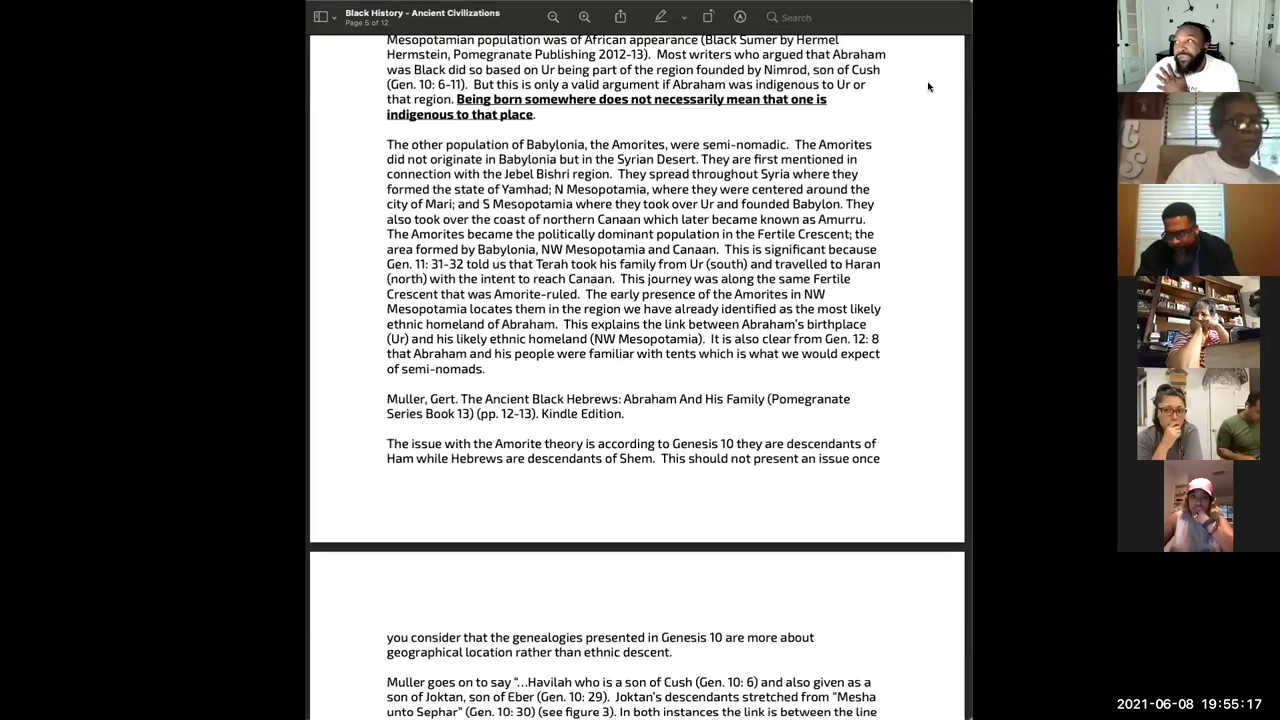 Black History - Ancient Civilizations
Page 5 of 12
Search
Mesopotamian population was of African appearance (Black Sumer by Hermel
Hermstein, Pomegranate Publishing 2012-13).  Most writers who argued that Abraham
was Black did so based on Ur being part of the region founded by Nimrod, son of Cush
(Gen. 10: 6-11).  But this is only a valid argument if Abraham was indigenous to Ur or
that region. Being born somewhere does not necessarily mean that one is
indigenous to that place.
The other population of Babylonia, the Amorites, were semi-nomadic.  The Amorites
did not originate in Babylonia but in the Syrian Desert. They are first mentioned in
connection with the Jebel Bishri region.  They spread throughout Syria where they
formed the state of Yamhad; N Mesopotamia, where they were centered around the
city of Mari; and S Mesopotamia where they took over Ur and founded Babylon. They
also took over the coast of northern Canaan which later became known as Amurru.
The Amorites became the politically dominant population in the Fertile Crescent; the
area formed by Babylonia, NW Mesopotamia and Canaan.  This is significant because
Gen. 11: 31-32 told us that Terah took his family from Ur (south) and travelled to Haran
(north) with the intent to reach Canaan.  This journey was along the same Fertile
Crescent that was Amorite-ruled.  The early presence of the Amorites in NW
Mesopotamia locates them in the region we have already identified as the most likely
ethnic homeland of Abraham.  This explains the link between Abraham's birthplace
(Ur) and his likely ethnic homeland (NW Mesopotamia).  It is also clear from Gen. 12: 8
that Abraham and his people were familiar with tents which is what we would expect
of semi-nomads.
Muller, Gert. The Ancient Black Hebrews: Abraham And His Family (Pomegranate
Series Book 13) (pp. 12-13). Kindle Edition.
The issue with the Amorite theory is according to Genesis 10 they are descendants of
Ham while Hebrews are descendants of Shem.  This should not present an issue once
you consider that the genealogies presented in Genesis 10 are more about
geographical location rather than ethnic descent.
Muller goes on to say “…Havilah who is a son of Cush (Gen. 10: 6) and also given as a
son of Joktan, son of Eber (Gen. 10: 29).  Joktan's descendants stretched from “Mesha
unto Sephar” (Gen. 10: 30) (see figure 3). In both instances the link is between the line
2021-06-08 19:55:17